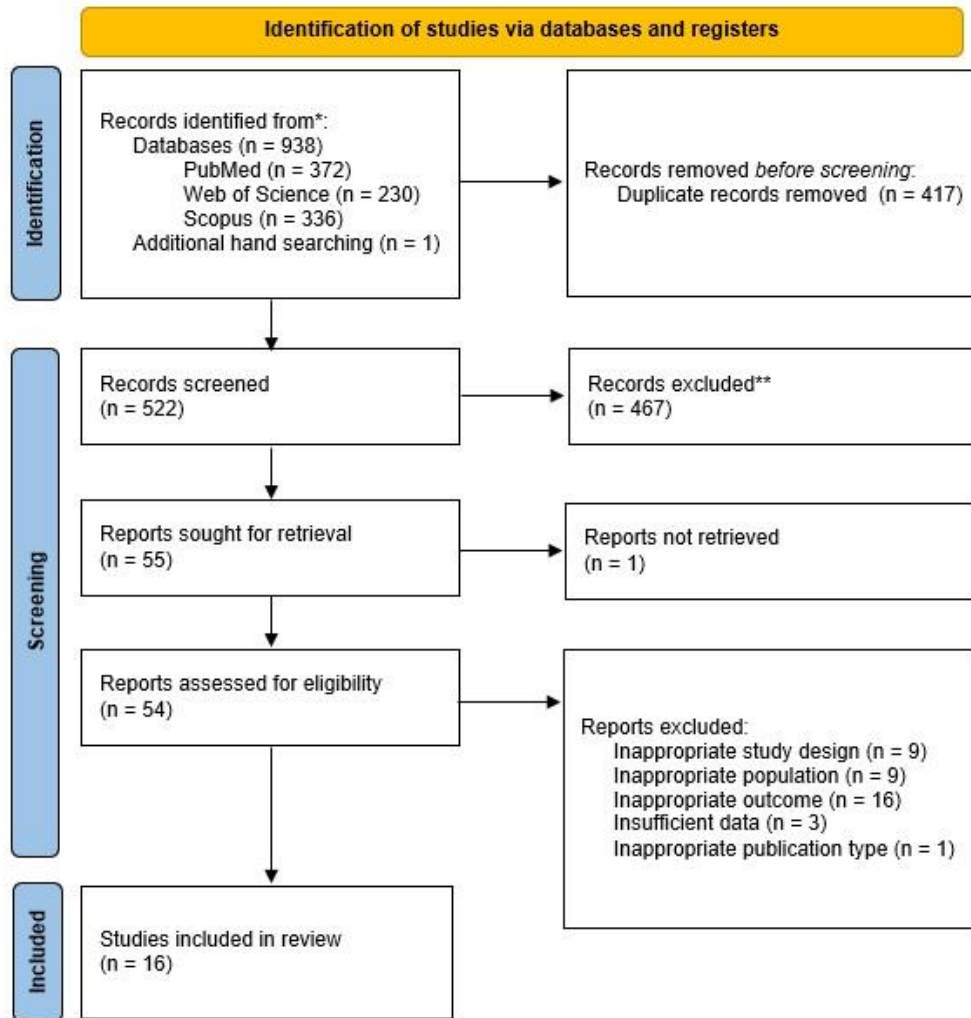 Identification of studies via databases and registers
Identification
Records identified from*:
Databases (n = 938)
PubMed (n = 372)
Web of Science (n = 230)
Scopus (n = 336)
Additional hand searching (n = 1)
Records removed before screening:
Duplicate records removed (n = 417)
Screening
Records screened
(n = 522)
Records excluded**
(n = 467)
Reports sought for retrieval
(n = 55)
Reports not retrieved
(n = 1)
Reports assessed for eligibility
(n = 54)
Reports excluded:
Inappropriate study design (n = 9)
Inappropriate population (n = 9)
Inappropriate outcome (n = 16)
Insufficient data (n = 3)
Inappropriate publication type (n = 1)
Included
Studies included in review
(n = 16)